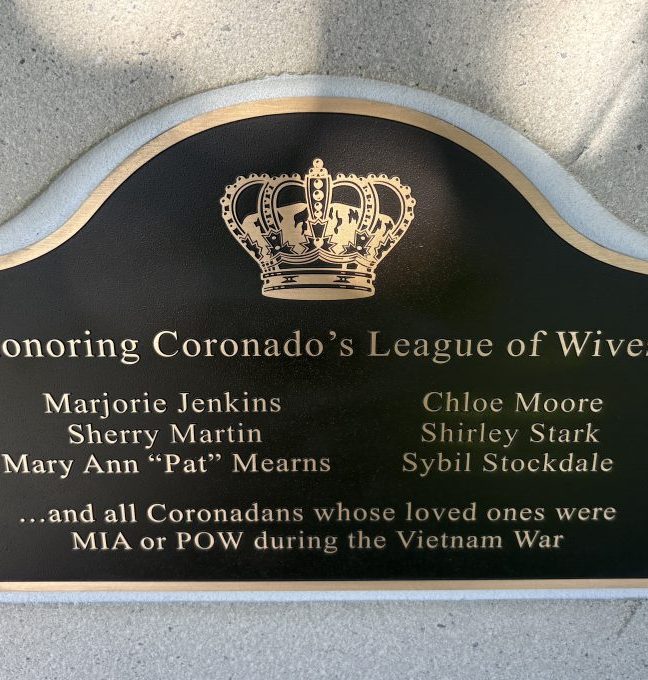 onoring Coronado's League of Wives
Marjorie Jenkins
Sherry Martin
Mary Ann “Pat” Mearns
Chloe Moore
Shirley Stark
Sybil Stockdale
...and all Coronadans whose loved ones were
MIA or POW during the Vietnam War